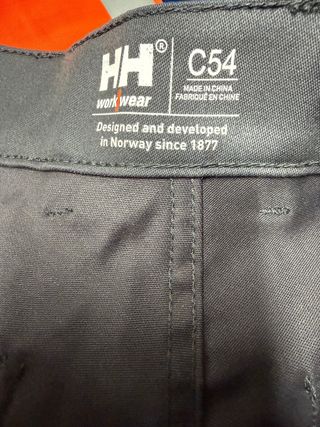 HH®
workwear
C54
MADE IN CHINA
FABRIQUÉ EN CHINE
Designed and developed
in Norway since 1877